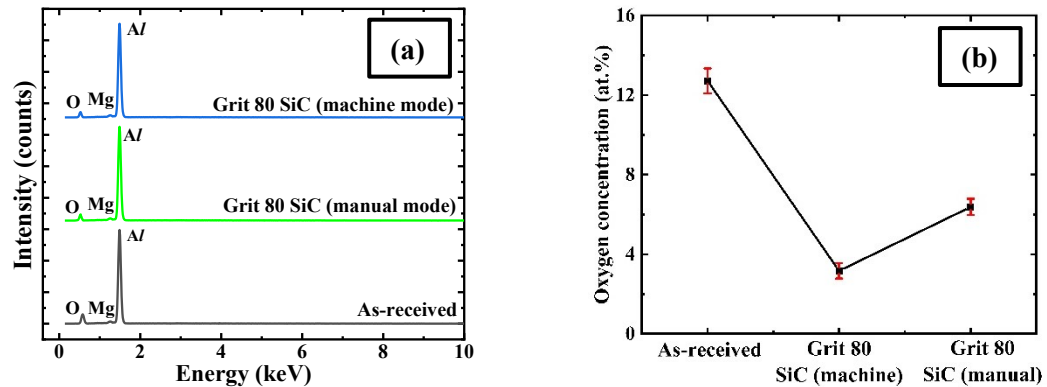 (a)
Intensity (counts)
Al
O Mg
Grit 80 SiC (machine mode)
Al
O Mg
Grit 80 SiC (manual mode)
Al
O Mg
As-received
0 2 4 6 8 10
Energy (keV)
(b)
Oxygen concentration (at.%)
16
12
8
4
0
As-received
Grit 80
SiC (machine)
Grit 80
SiC (manual)